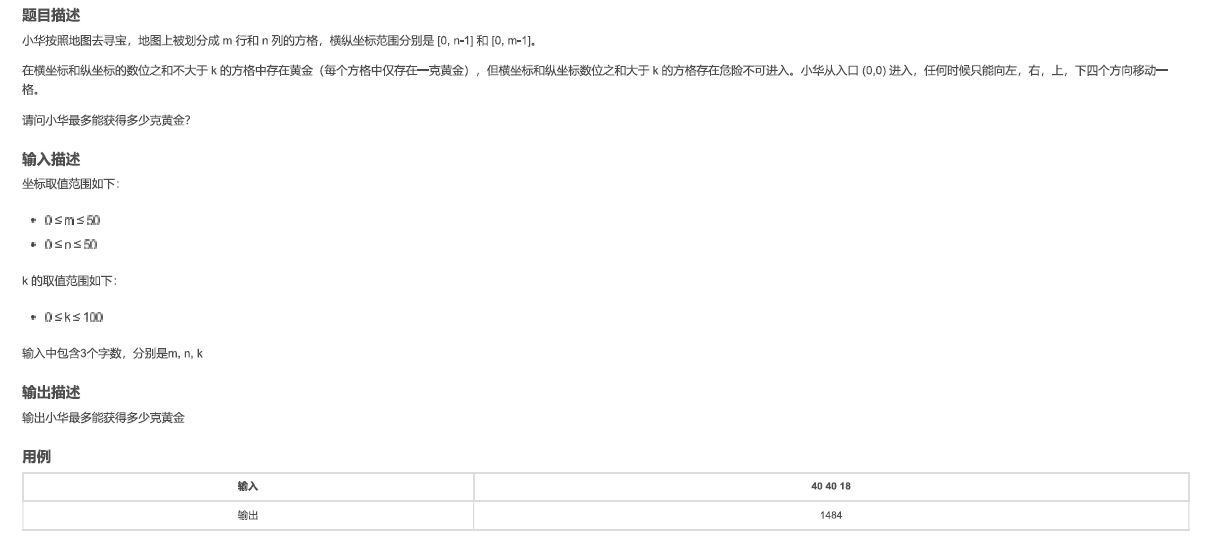 题目描述
小华按照地图去寻宝，地图上被划分成 m 行和 n 列的方格，横纵坐标范围分别是 [0, n-1] 和 [0, m-1]。
在横坐标和纵坐标的数位之和不大于 k 的方格中存在黄金（每个方格中仅存在一克黄金），但横坐标和纵坐标数位之和大于 k 的方格存在危险不可进入。小华从入口 (0,0) 进入，任何时候只能向左，右，上，下四个方向移动一
格。
请问小华最多能获得多少克黄金？
输入描述
坐标取值范围如下：
• 0 ≤ m ≤ 50
• 0 ≤ n ≤ 50
k 的取值范围如下：
• 0 ≤ k ≤ 100
输入中包含3个字数，分别是m, n, k
输出描述
输出小华最多能获得多少克黄金
用例
输入 40 40 18
输出 1484